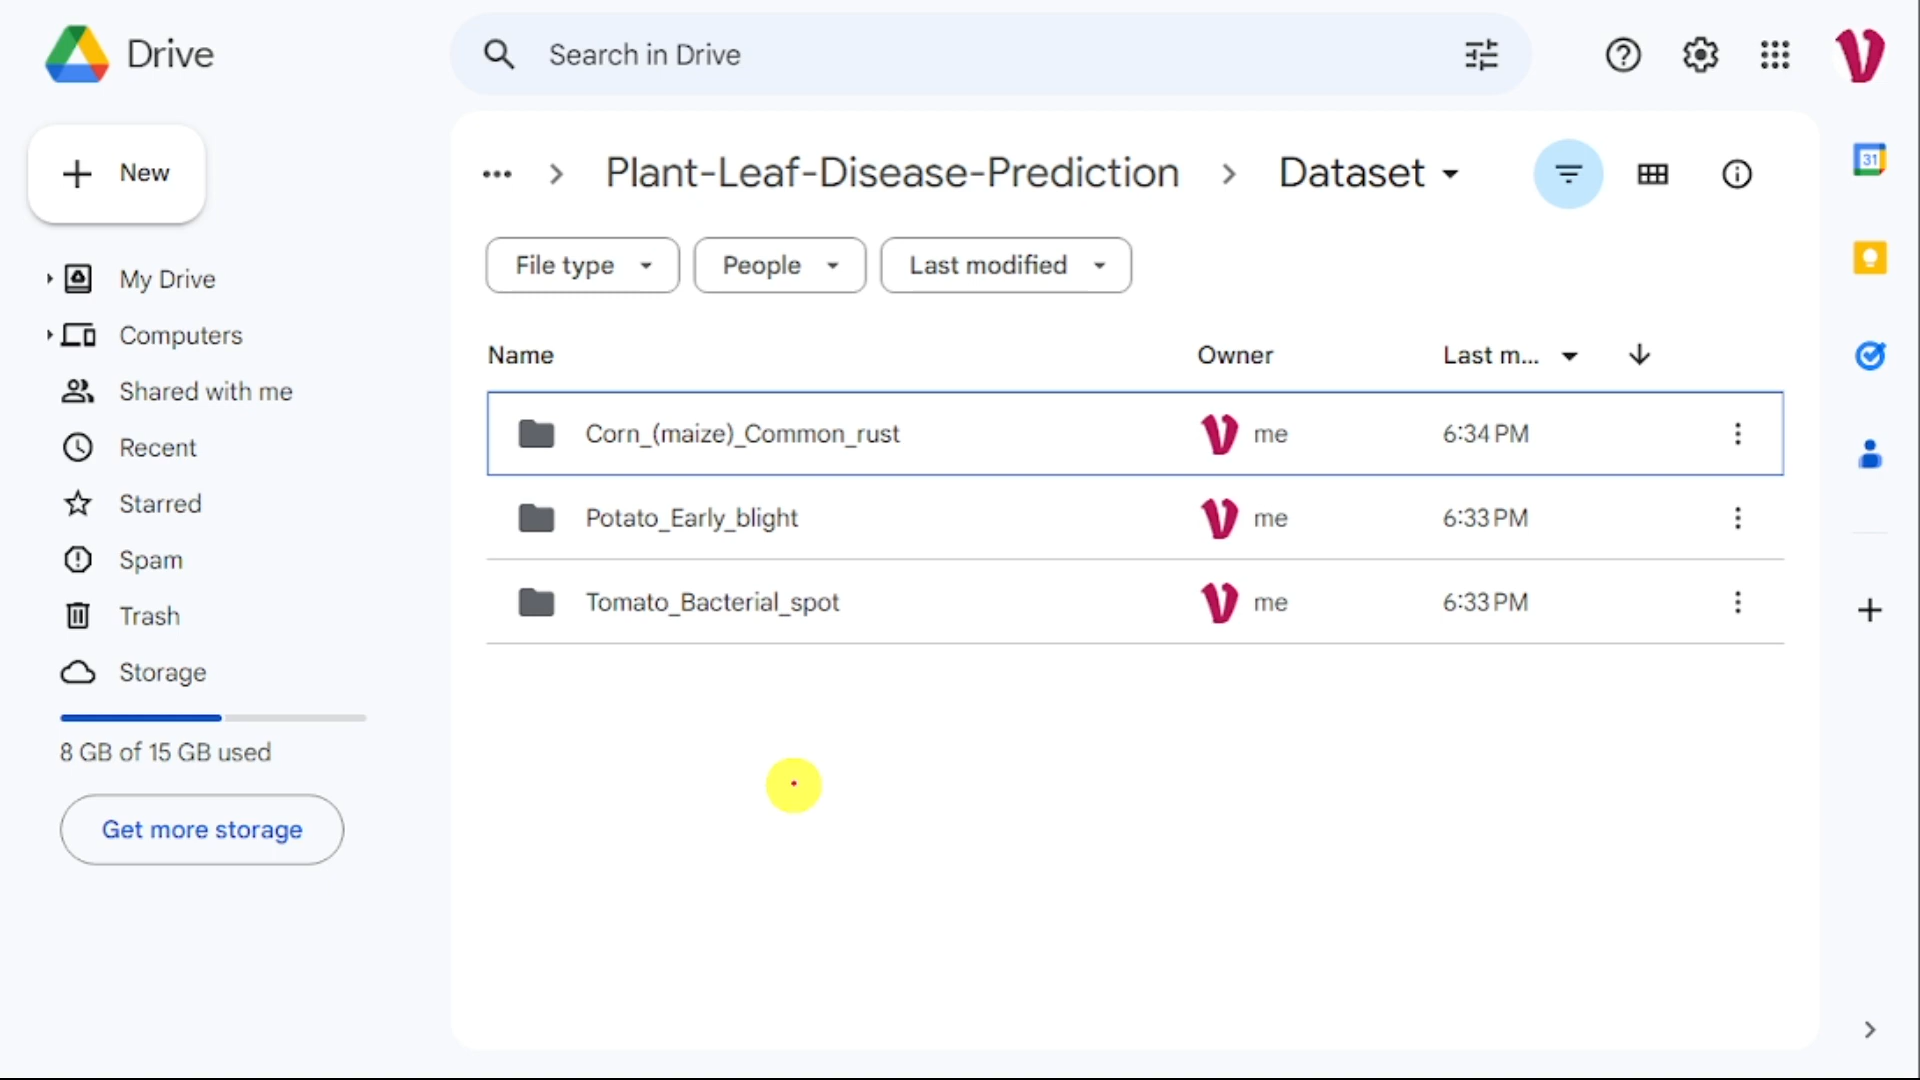 Drive
Search in Drive
New
... > Plant-Leaf-Disease-Prediction > Dataset
File type
People
Last modified
My Drive
Computers
Shared with me
Recent
Starred
Spam
Trash
Storage
8 GB of 15 GB used
Get more storage
Name Owner Last m...
Corn_(maize)_Common_rust me 6:34 PM
Potato_Early_blight me 6:33 PM
Tomato_Bacterial_spot me 6:33 PM
31